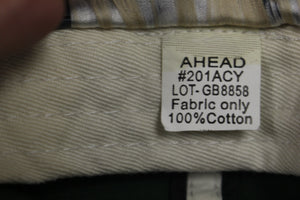 AHEAD
#201ACY
LOT- GB8858
Fabric only
100%Cotton